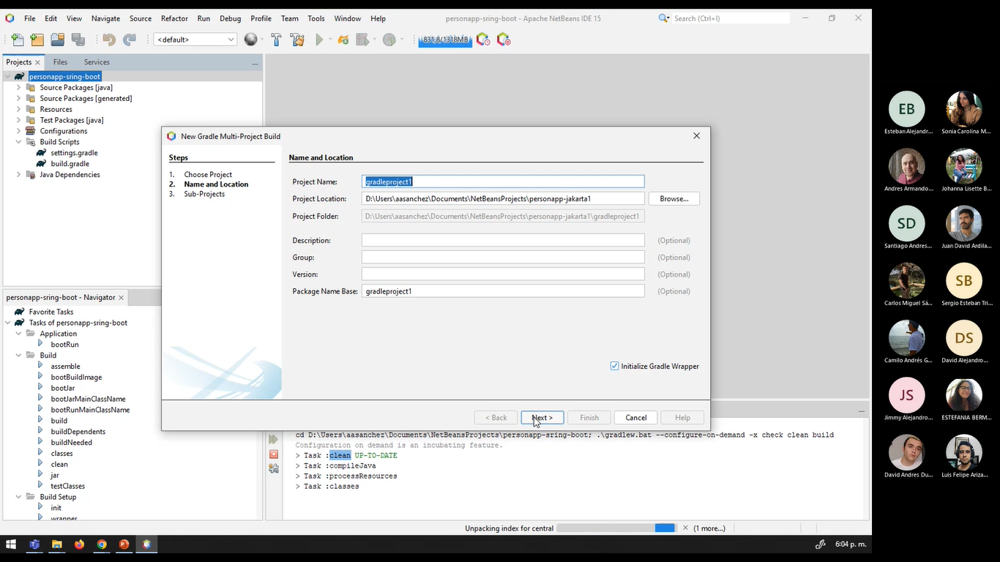 File Edit View Navigate Source Refactor Run Debug Profile Team Tools Window Help
personapp-sring-boot - Apache NetBeans IDE 15
Search (Ctrl+I)
<default>
831,8/1318MB
Projects
Files
Services
personapp-sring-boot
Source Packages [java]
Source Packages [generated]
Resources
Test Packages [java]
Configurations
Build Scripts
settings.gradle
build.gradle
Java Dependencies
personapp-sring-boot - Navigator
Favorite Tasks
Tasks of personapp-sring-boot
Application
bootRun
Build
assemble
bootBuildImage
bootJar
bootJarMainClassName
bootRunMainClassName
build
buildDependents
buildNeeded
classes
clean
jar
testClasses
Build Setup
init
wrapper
New Gradle Multi-Project Build
Steps
1. Choose Project
2. Name and Location
3. Sub-Projects
Name and Location
Project Name: gradleproject1
Project Location: D:\Users\aasanchez\Documents\NetBeansProjects\personapp-jakarta1 Browse...
Project Folder: D:\Users\aasanchez\Documents\NetBeansProjects\personapp-jakarta1\gradleproject1
Description: (Optional)
Group: (Optional)
Version: (Optional)
Package Name Base: gradleproject1 (Optional)
Initialize Gradle Wrapper
< Back Next > Finish Cancel Help
cd D:\Users\aasanchez\Documents\NetBeansProjects\personapp-sring-boot; .\gradlew.bat --configure-on-demand -x check clean build
Configuration on demand is an incubating feature.
> Task :clean UP-TO-DATE
> Task :compileJava
> Task :processResources
> Task :classes
Unpacking index for central
(1 more...)
6:04 p. m.
EB
Esteban Alejandr...
Sonia Carolina M...
Andres Armando...
Johanna Lisette B...
SD
Santiago Andres...
Juan David Ardila...
Carlos Miguel Sá...
SB
Sergio Esteban Tri...
Camilo Andrés G...
DS
David Alejandro...
JS
Jimmy Alejandro...
ESTEFANIA BERM...
David Andres Du...
Luis Felipe Ariza...